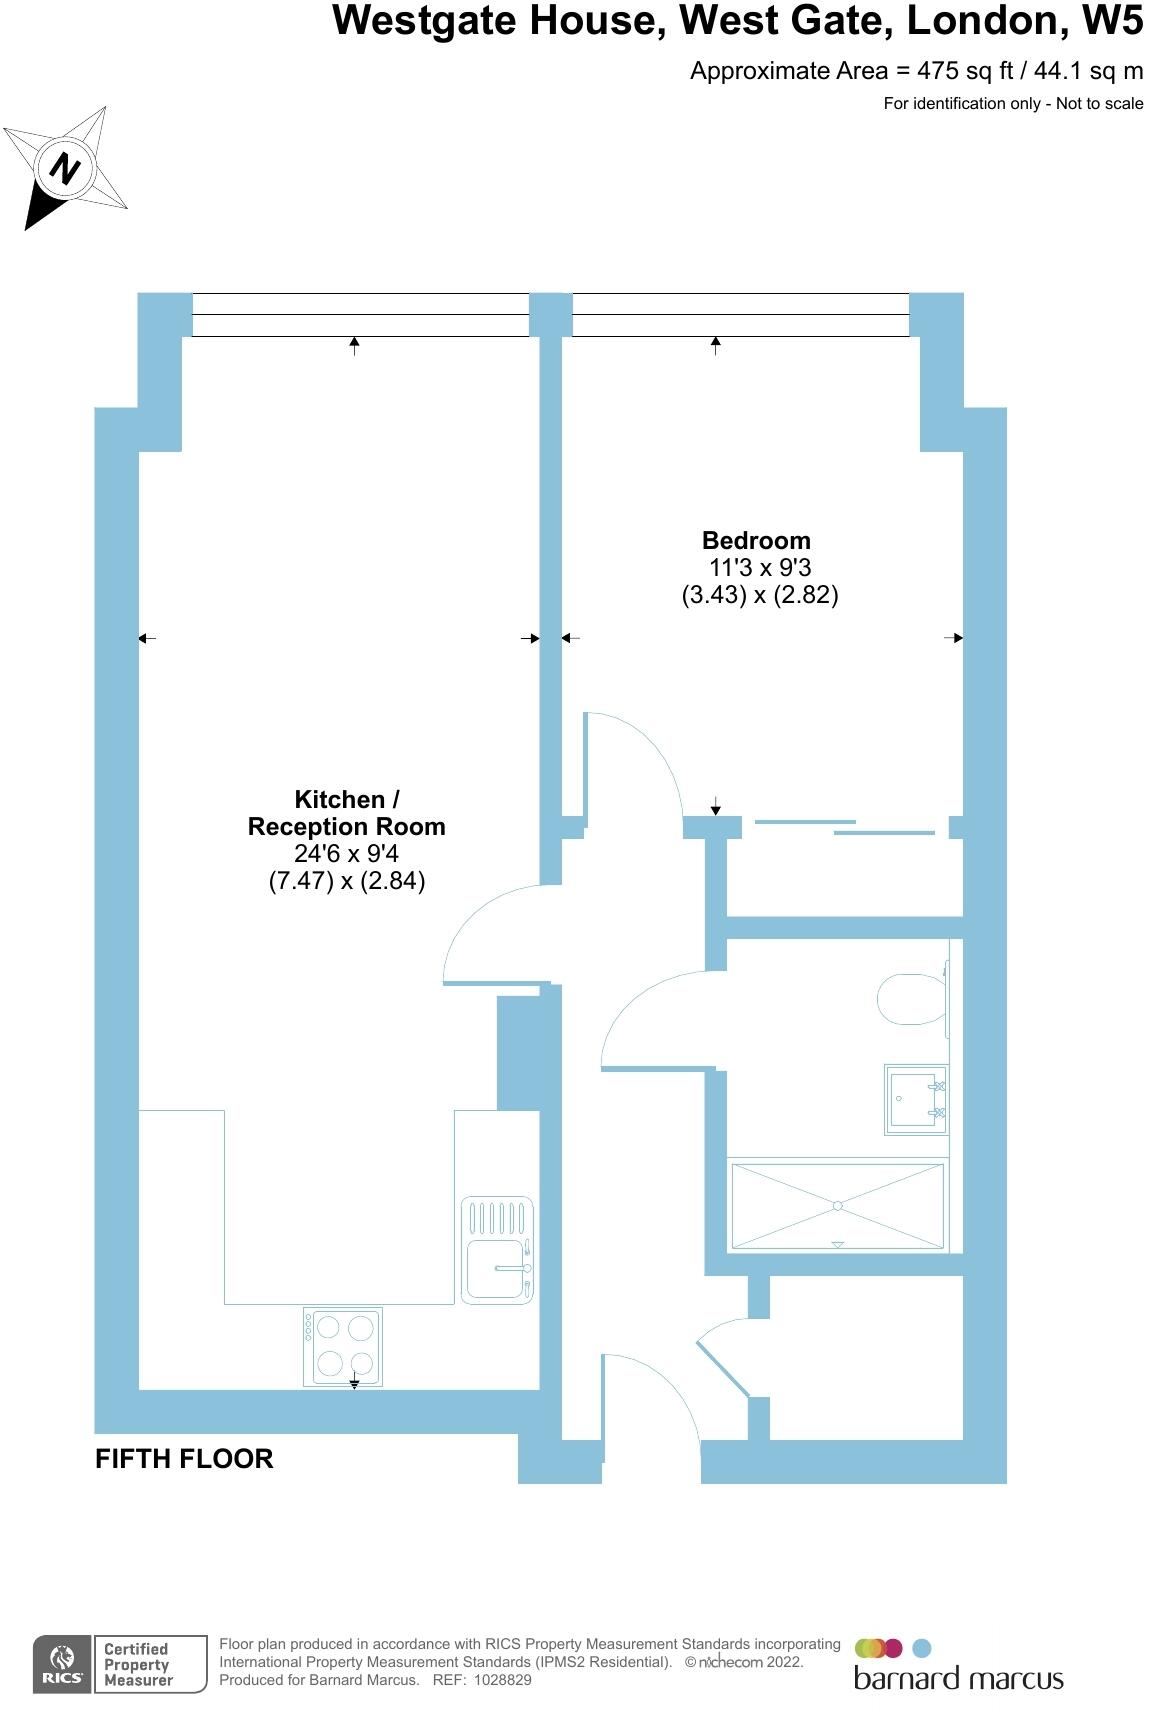 Westgate House, West Gate, London, W5
Approximate Area = 475 sq ft / 44.1 sq m
For identification only - Not to scale
N
Bedroom
11'3 x 9'3
(3.43) x (2.82)
Kitchen /
Reception Room
24'6 x 9'4
(7.47) x (2.84)
FIFTH FLOOR
RICS
Certified
Property
Measurer
Floor plan produced in accordance with RICS Property Measurement Standards incorporating
International Property Measurement Standards (IPMS2 Residential). © nichecom 2022.
Produced for Barnard Marcus. REF: 1028829
barnard marcus